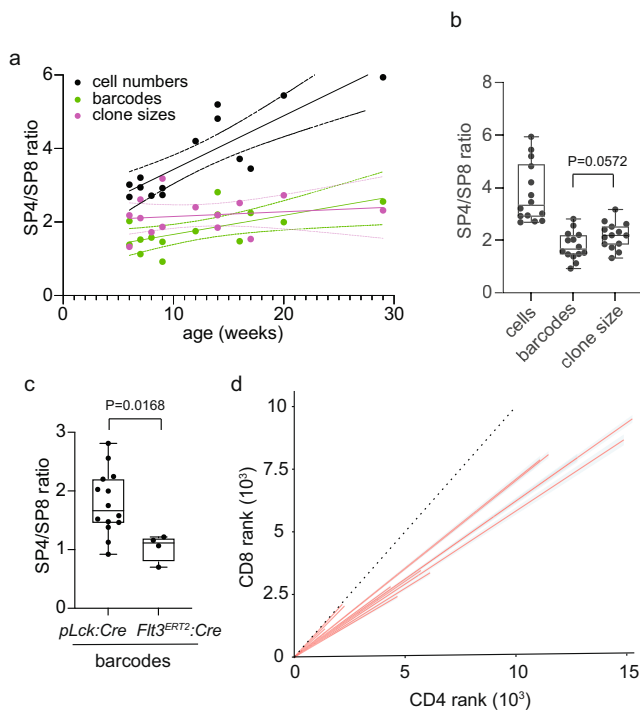 a
SP4/SP8 ratio
6
4
2
0
cell numbers
barcodes
clone sizes
0
10
20
30
age (weeks)
b
SP4/SP8 ratio
8
6
4
2
0
P=0.0572
cells
barcodes
clone size
c
P=0.0168
SP4/SP8 ratio
3
2
1
0
pLck:Cre Flt3ERT2:Cre
barcodes
d
CD8 rank (10³)
10
7.5
5
2.5
0
0
5
10
15
CD4 rank (10³)